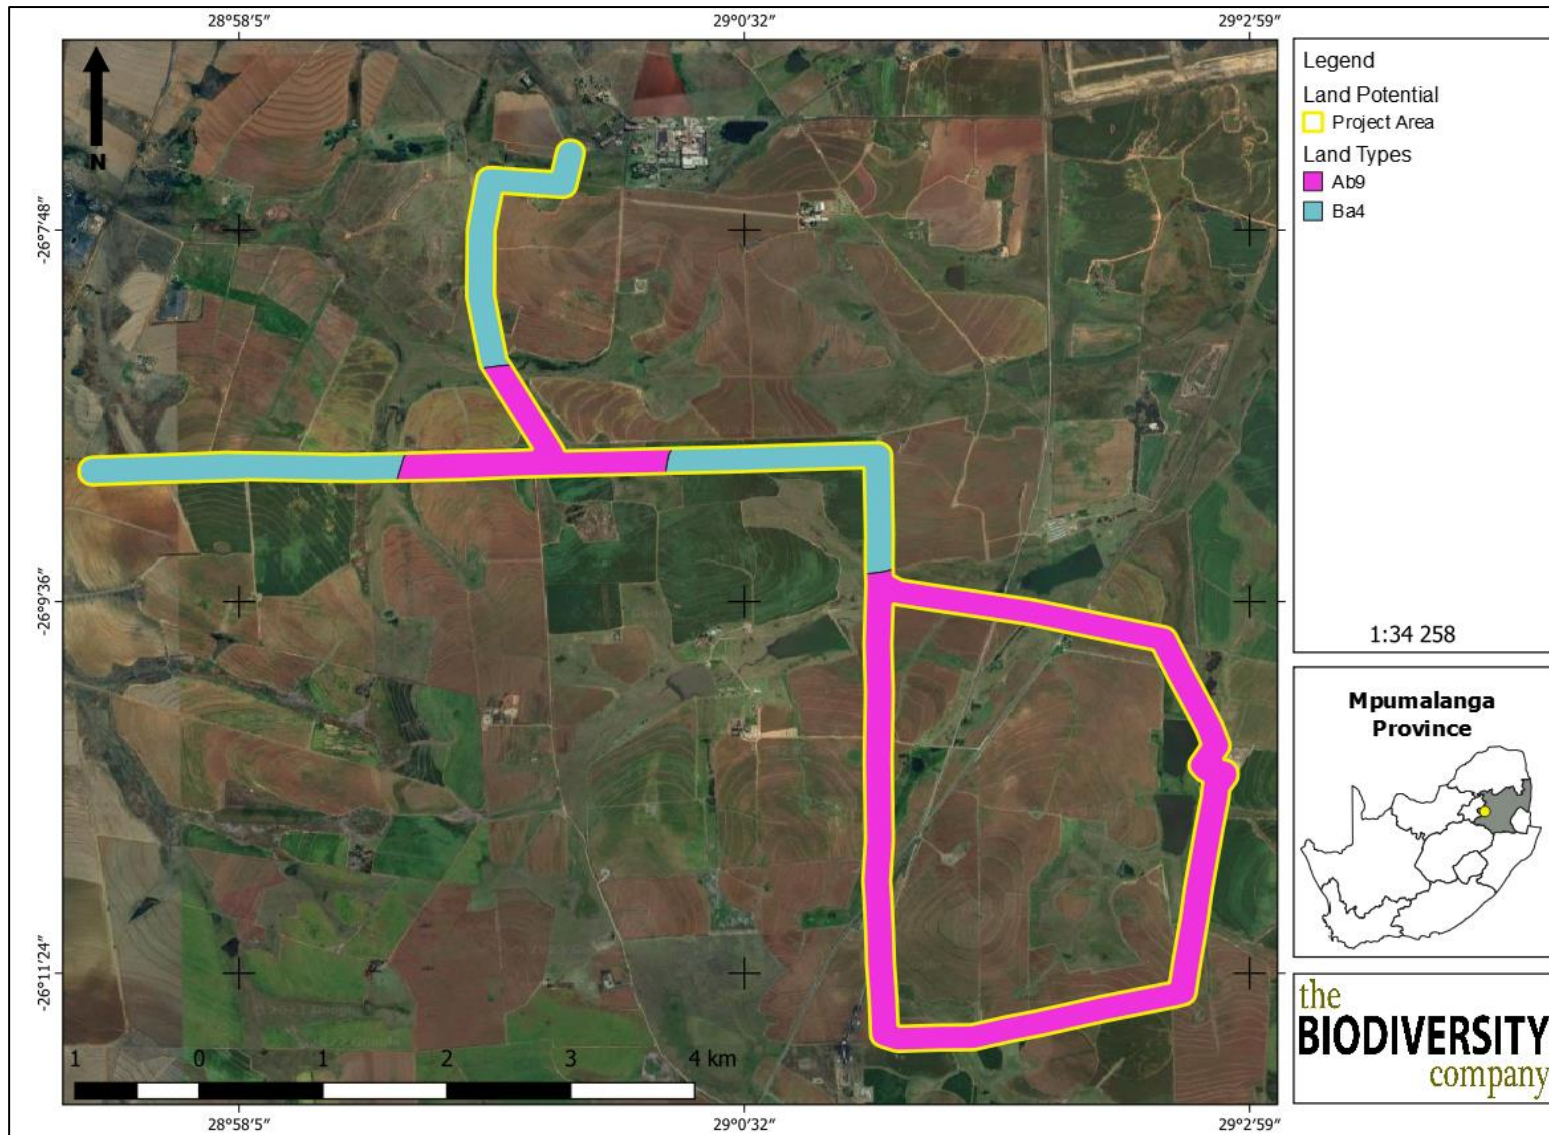 28°58'5" 29°0'32" 29°2'59"
N
-26°7'48"
-26°9'36"
-26°11'24"
1 0 1 2 3 4 km
28°58'5" 29°0'32" 29°2'59"
Legend
Land Potential
Project Area
Land Types
Ab9
Ba4
1:34 258
Mpumalanga
Province
the
BIODIVERSITY
company